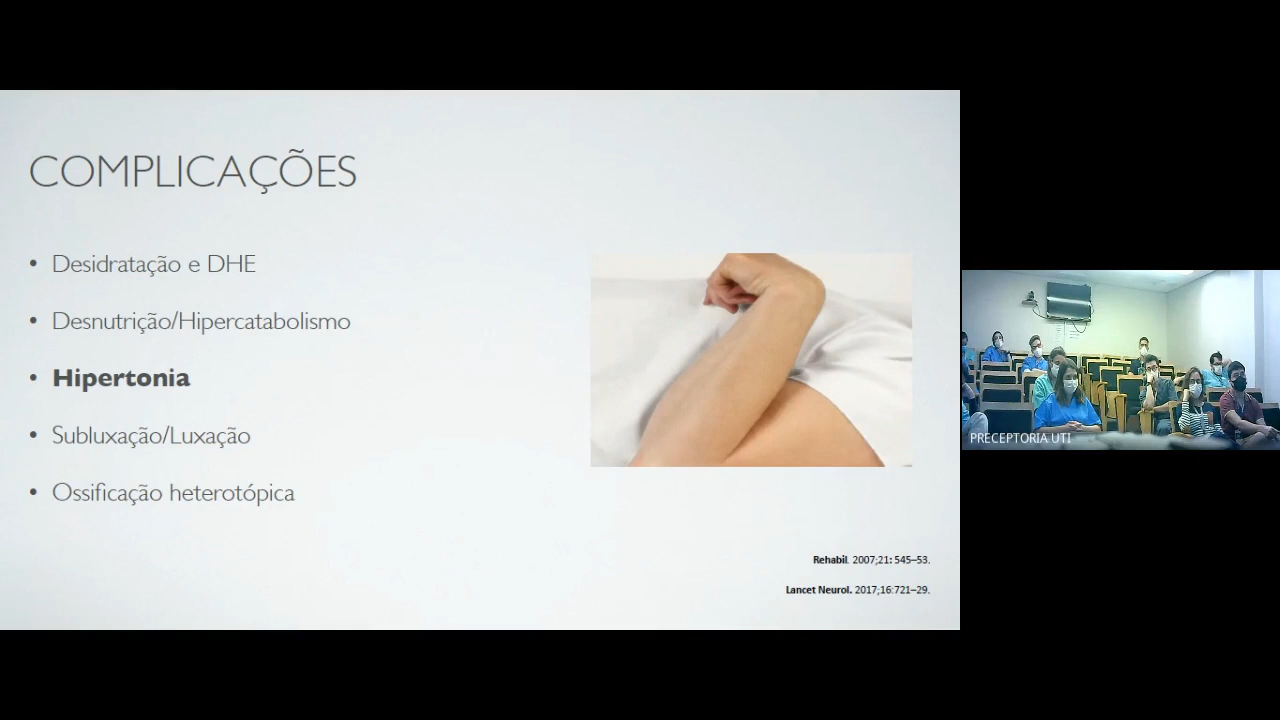 COMPLICAÇÕES
• Desidratação e DHE
• Desnutrição/Hipercatabolismo
• Hipertonia
• Subluxação/Luxação
• Ossificação heterotópica
Rehabil. 2007;21: 545–53.
Lancet Neurol. 2017;16:721–29.
PRECEPTORIA UTI